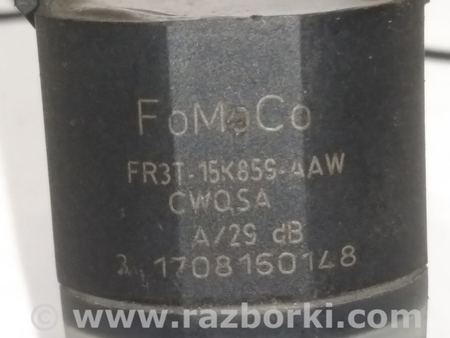 FoMoCo
FR3T-15K859-AAW
CWQSA
A/29 dB
1708160148
© www.razborki.com